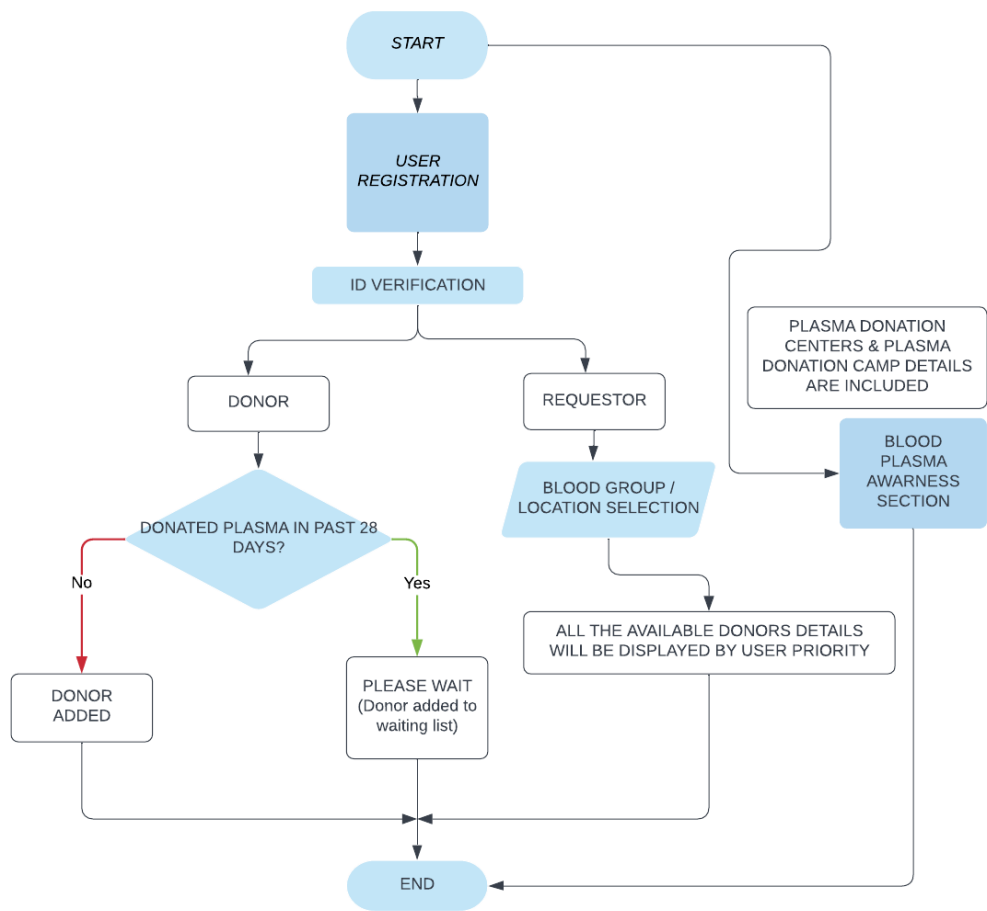 START
USER
REGISTRATION
ID VERIFICATION
PLASMA DONATION
CENTERS & PLASMA
DONATION CAMP DETAILS
ARE INCLUDED
DONOR
REQUESTOR
BLOOD
PLASMA
AWARNESS
SECTION
BLOOD GROUP /
LOCATION SELECTION
DONATED PLASMA IN PAST 28
DAYS?
No
Yes
ALL THE AVAILABLE DONORS DETAILS
WILL BE DISPLAYED BY USER PRIORITY
DONOR
ADDED
PLEASE WAIT
(Donor added to
waiting list)
END